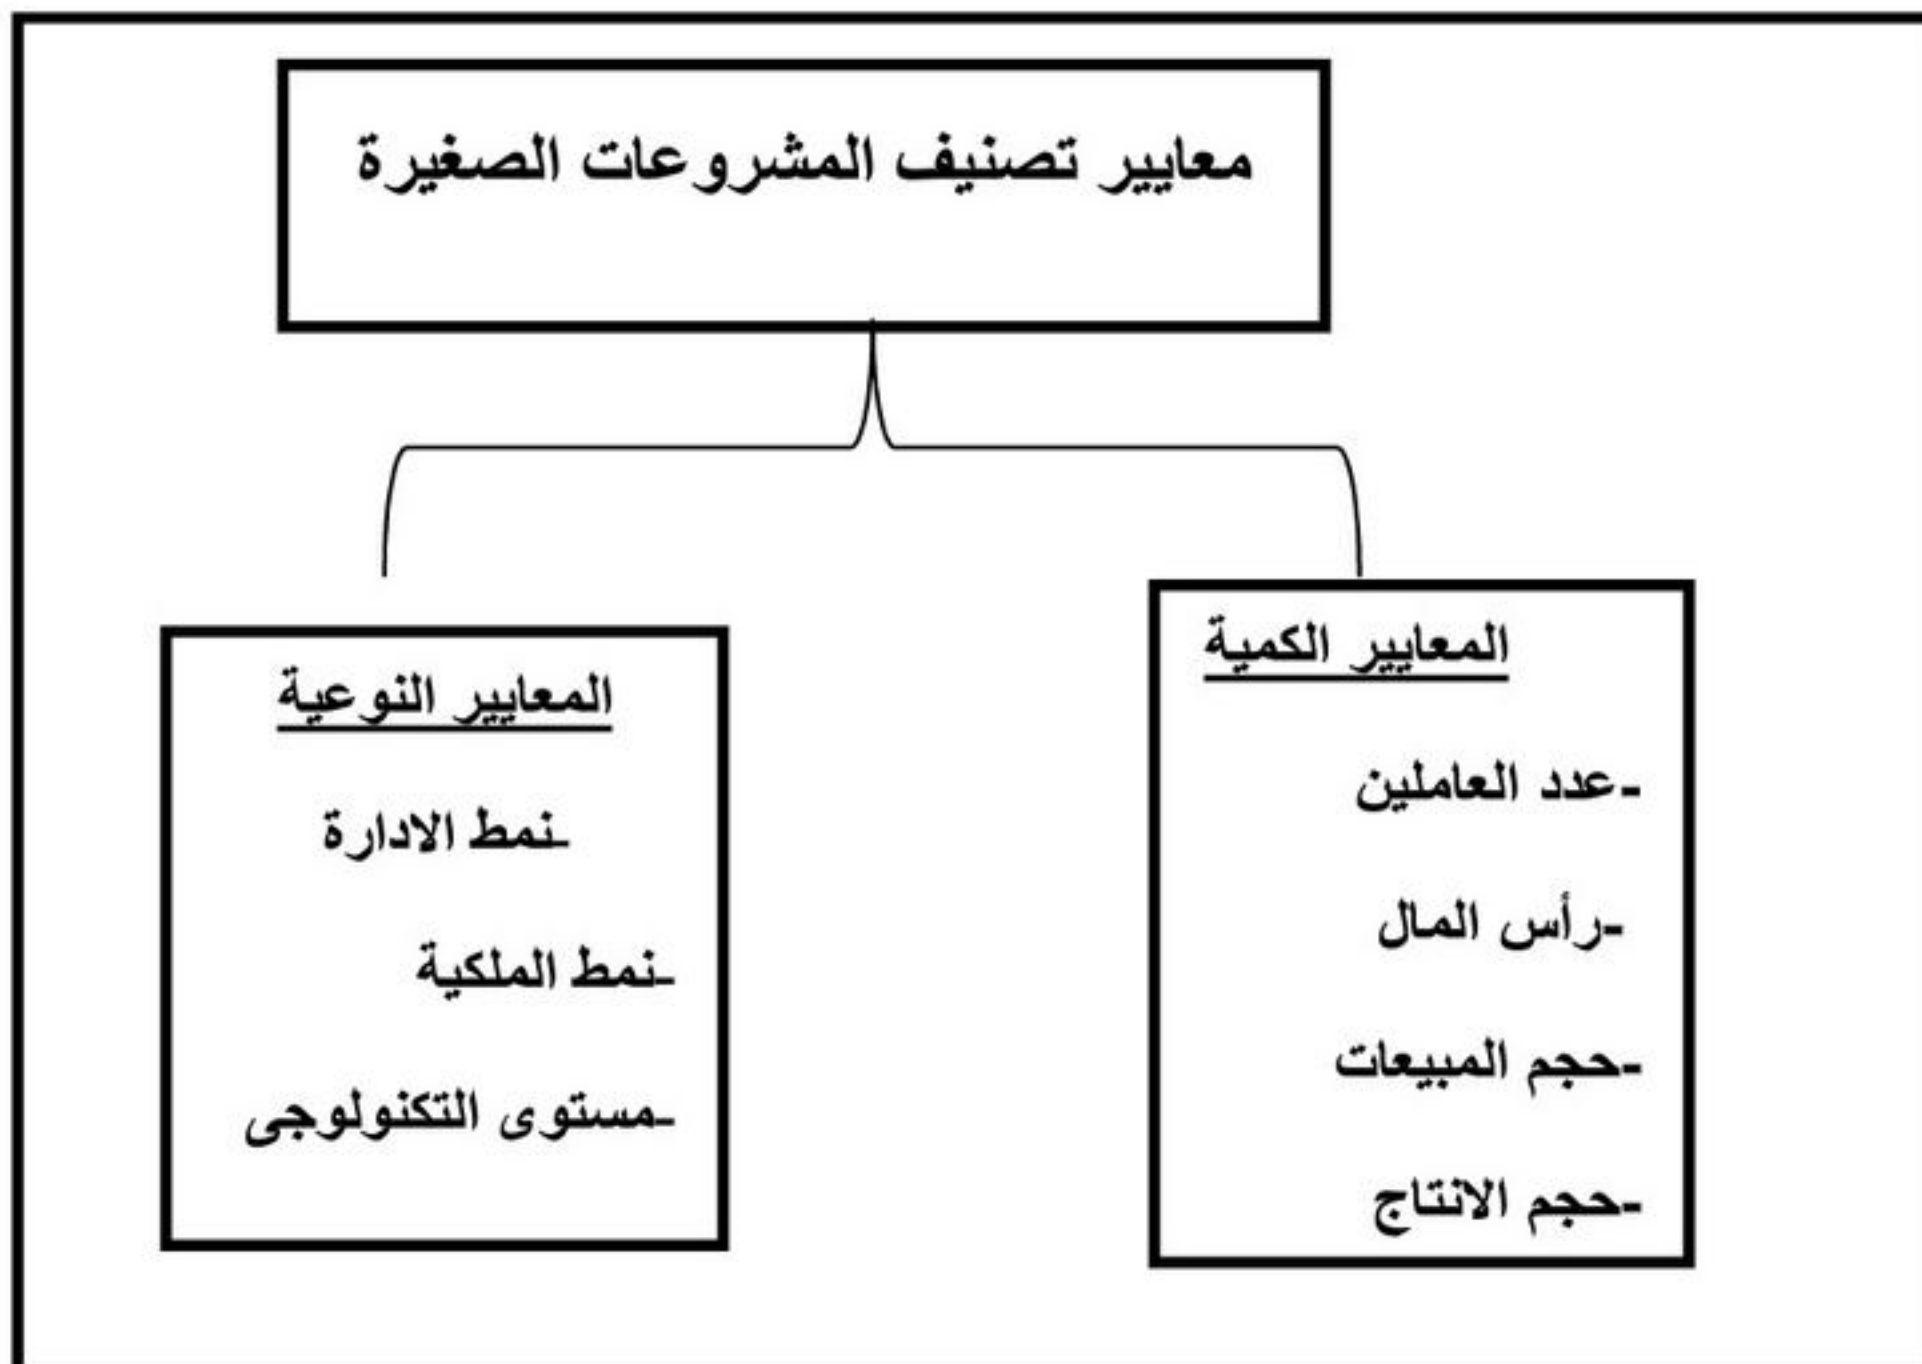 معايير تصنيف المشروعات الصغيرة
المعايير الكمية
-عدد العاملين
-رأس المال
-حجم المبيعات
-حجم الانتاج
المعايير النوعية
-نمط الادارة
-نمط الملكية
-مستوى التكنولوجى